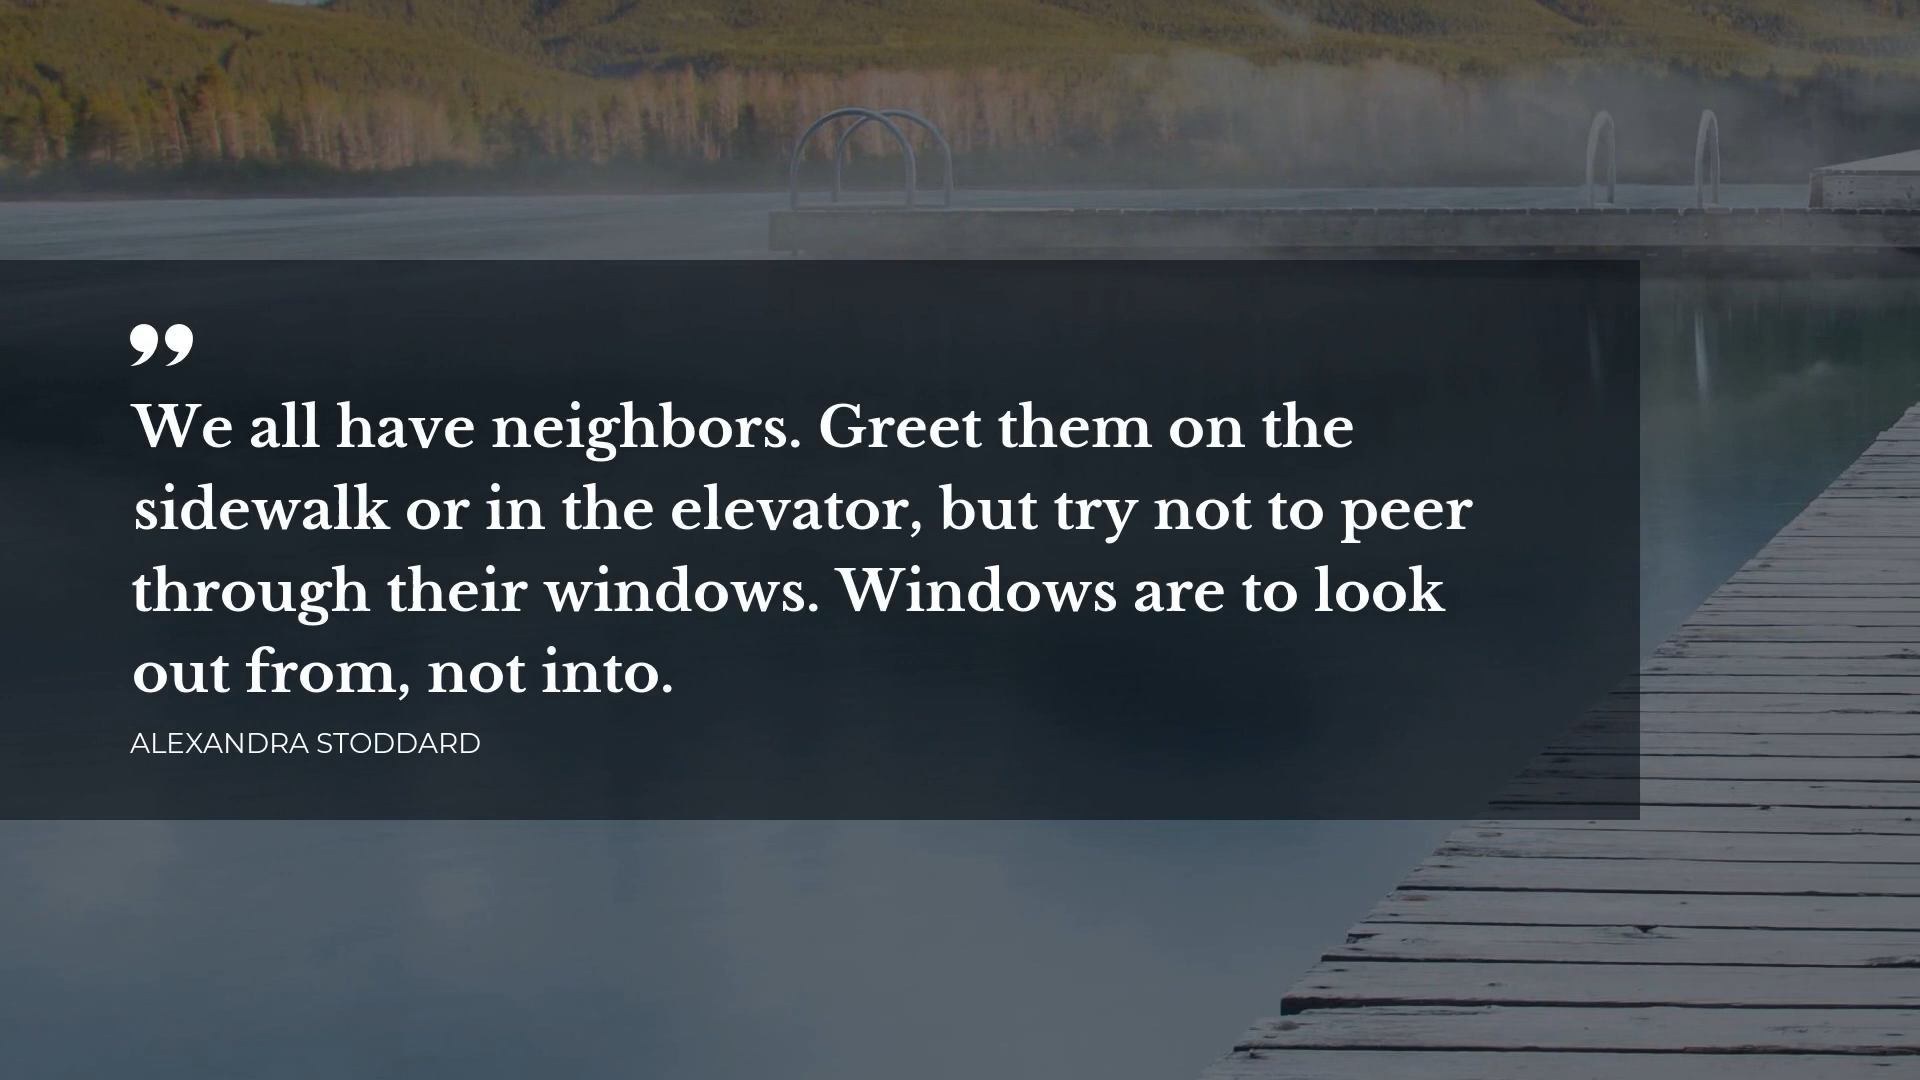 ”
We all have neighbors. Greet them on the
sidewalk or in the elevator, but try not to peer
through their windows. Windows are to look
out from, not into.
ALEXANDRA STODDARD